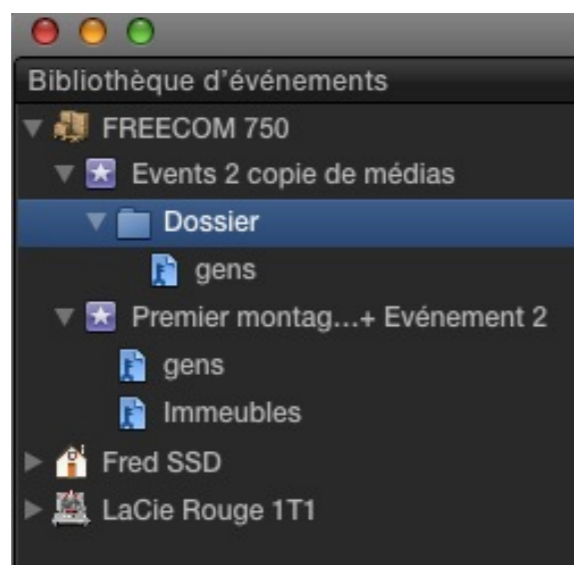 Bibliothèque d'événements
FREECOM 750
Events 2 copie de médias
Dossier
gens
Premier montag...+ Evénement 2
gens
Immeubles
Fred SSD
LaCie Rouge 1T1